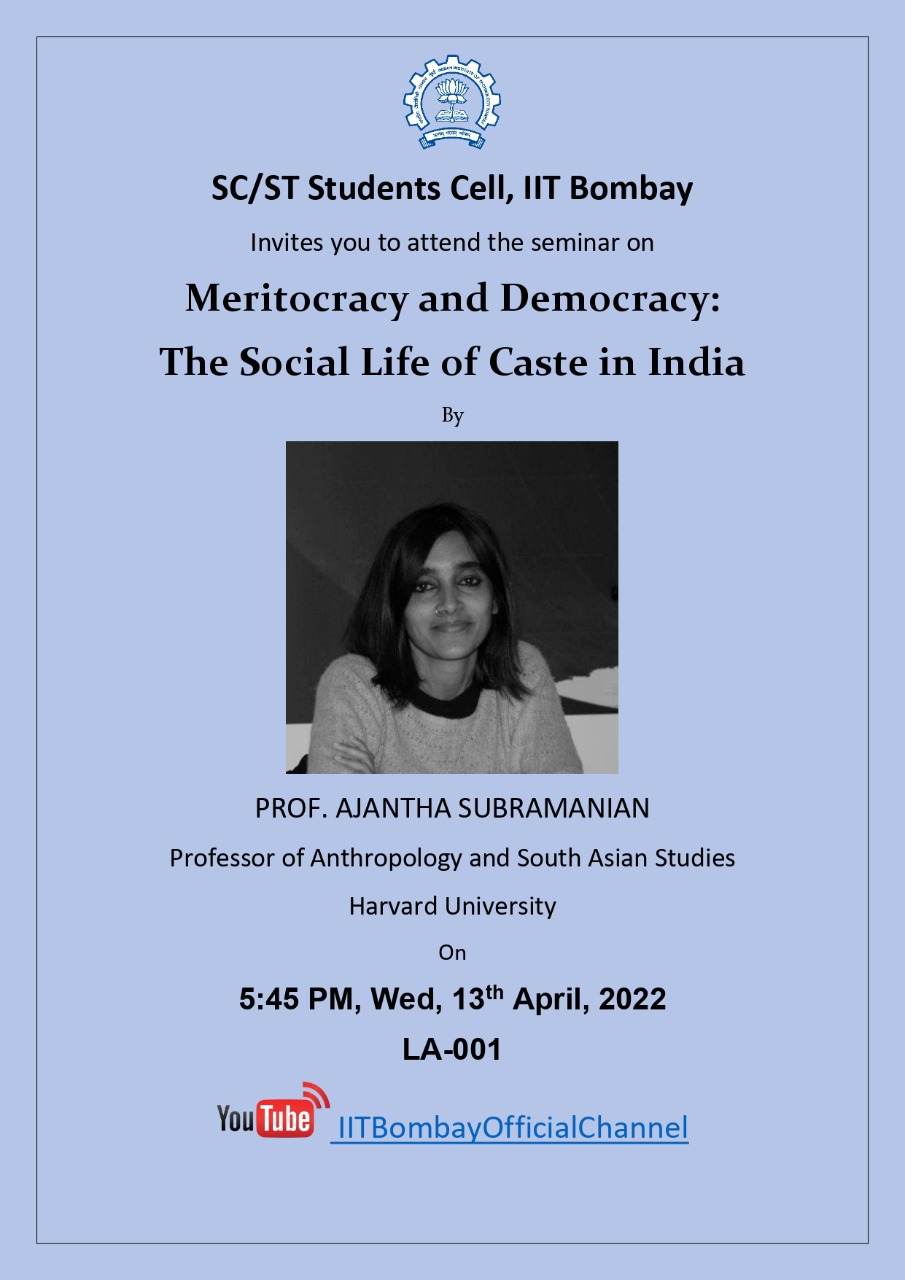 SC/ST Students Cell, IIT Bombay
Invites you to attend the seminar on
Meritocracy and Democracy:
The Social Life of Caste in India
By
PROF. AJANTHA SUBRAMANIAN
Professor of Anthropology and South Asian Studies
Harvard University
On
5:45 PM, Wed, 13th April, 2022
LA-001
YouTube IITBombayOfficialChannel